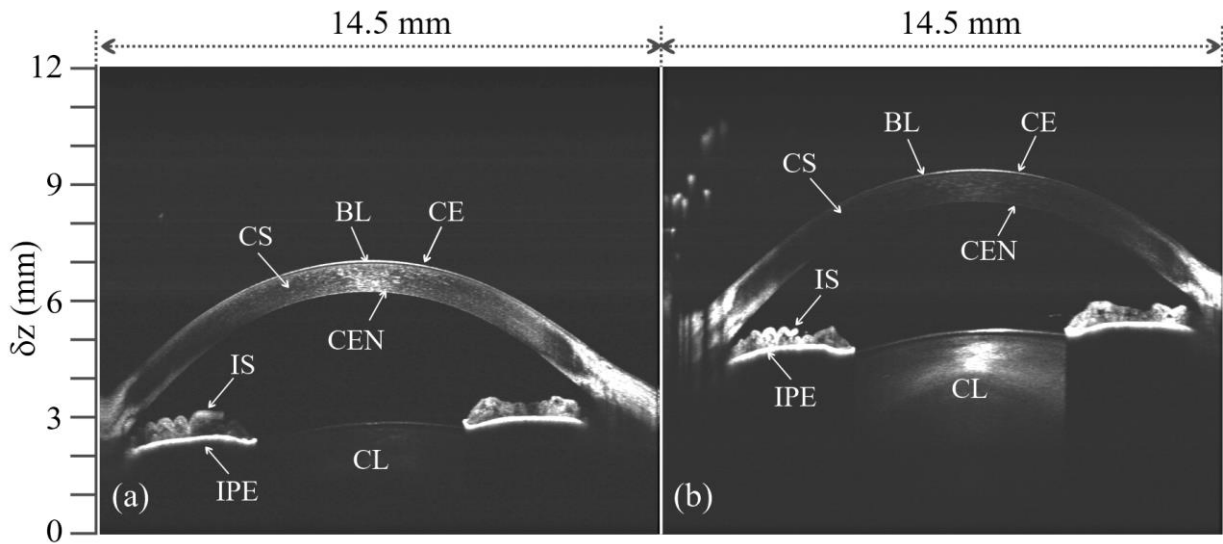 14.5 mm 14.5 mm
12
9
6
3
0
δz (mm)
BL CE
CS
CEN
IS
IPE
CL
(a)
BL CE
CS
CEN
IS
IPE
CL
(b)